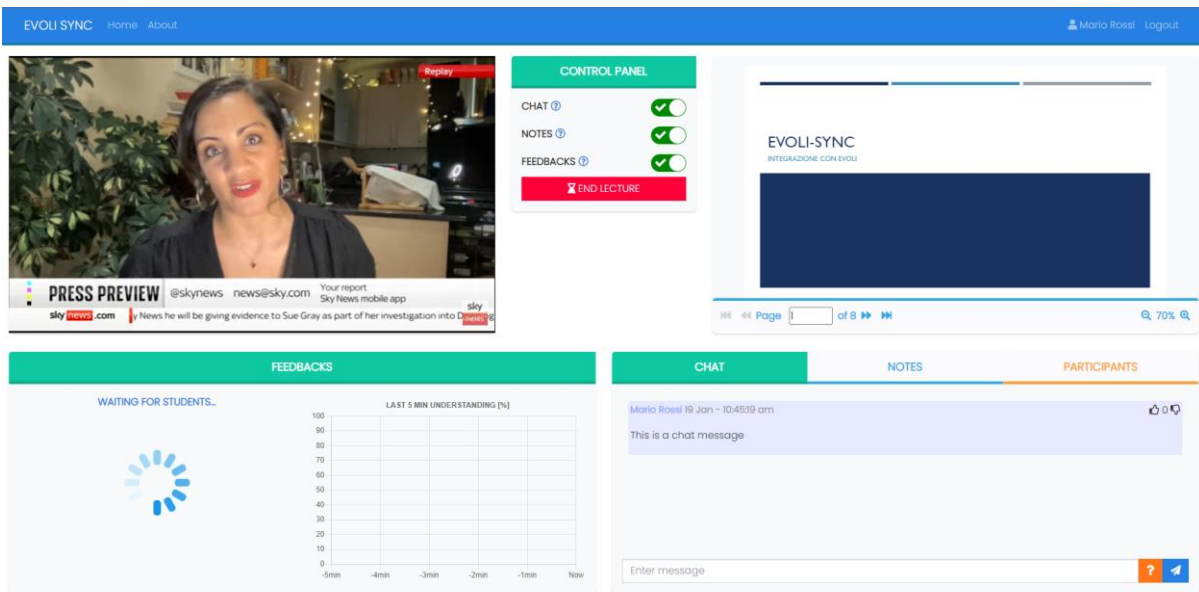 EVOLI SYNC Home About
Mario Rossi Logout
Replay
PRESS PREVIEW @skynews news@sky.com Your report
Sky News mobile app
sky news .com y News he will be giving evidence to Sue Gray as part of her investigation into D
sky
news
CONTROL PANEL
CHAT
NOTES
FEEDBACKS
END LECTURE
EVOLI-SYNC
INTEGRAZIONE CON EVOLI
Page 1 of 8
70%
FEEDBACKS
WAITING FOR STUDENTS...
LAST 5 MIN UNDERSTANDING [%]
100
90
80
70
60
50
40
30
20
10
0
-5min -4min -3min -2min -1min Now
CHAT NOTES PARTICIPANTS
Mario Rossi 19 Jan - 10:45:19 am
0
This is a chat message
Enter message
?